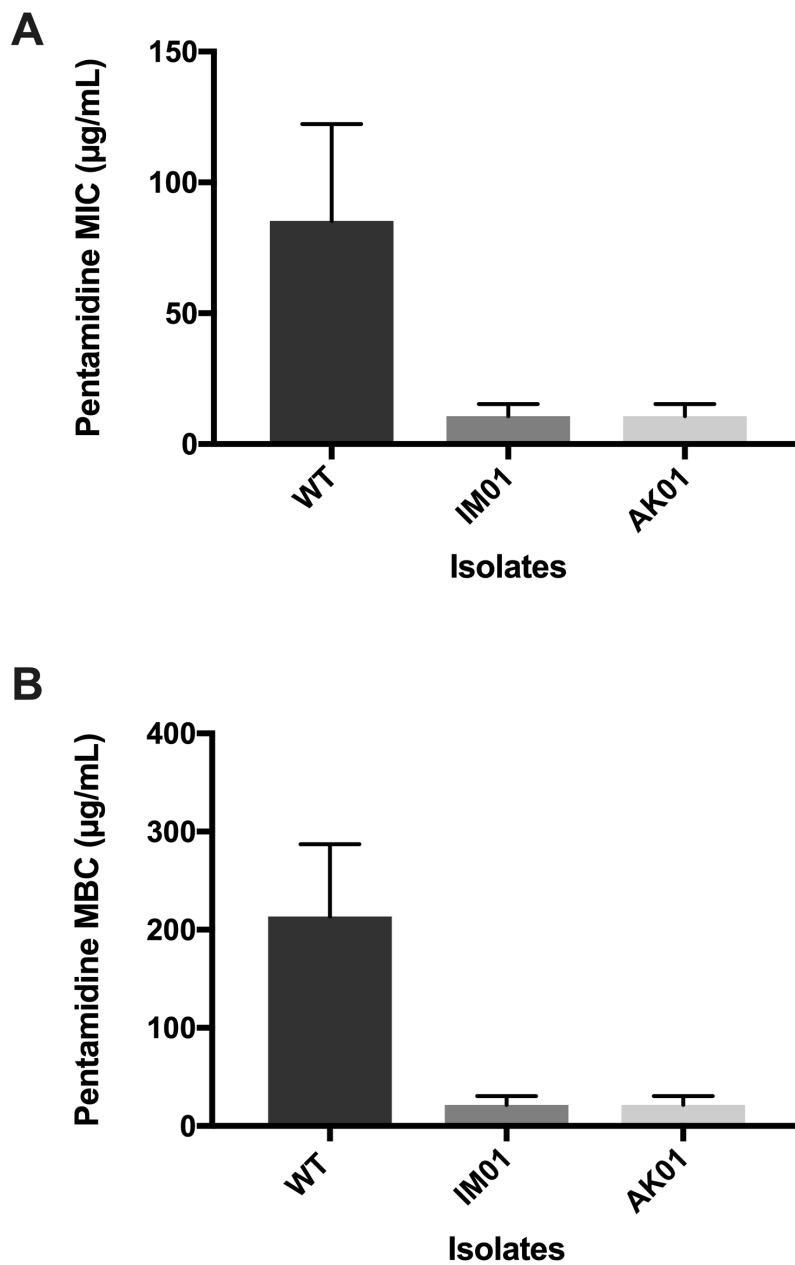 A
Pentamidine MIC (µg/mL)
150
100
50
0
WT
IM01
AK01
Isolates
B
Pentamidine MBC (µg/mL)
400
300
200
100
0
WT
IM01
AK01
Isolates